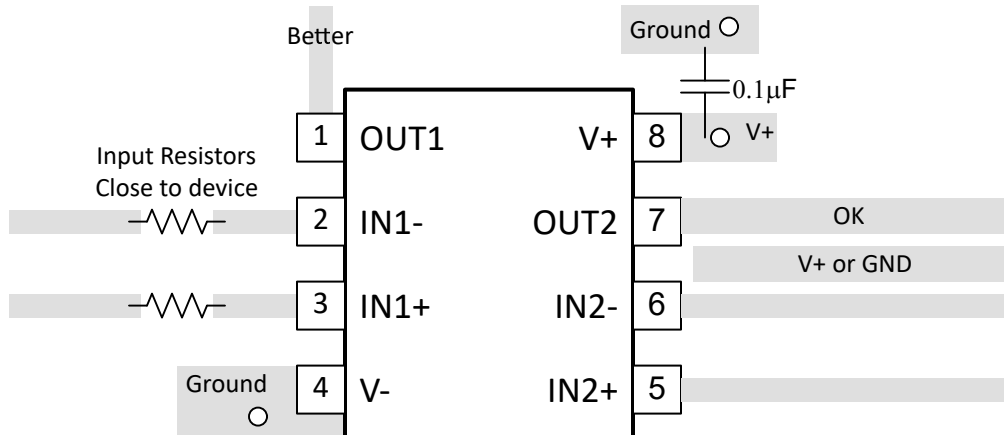 Better
Ground
0.1μF
1 OUT1 V+ 8 V+
Input Resistors
Close to device
2 IN1- OUT2 7 OK
V+ or GND
3 IN1+ IN2- 6
Ground
4 V- IN2+ 5